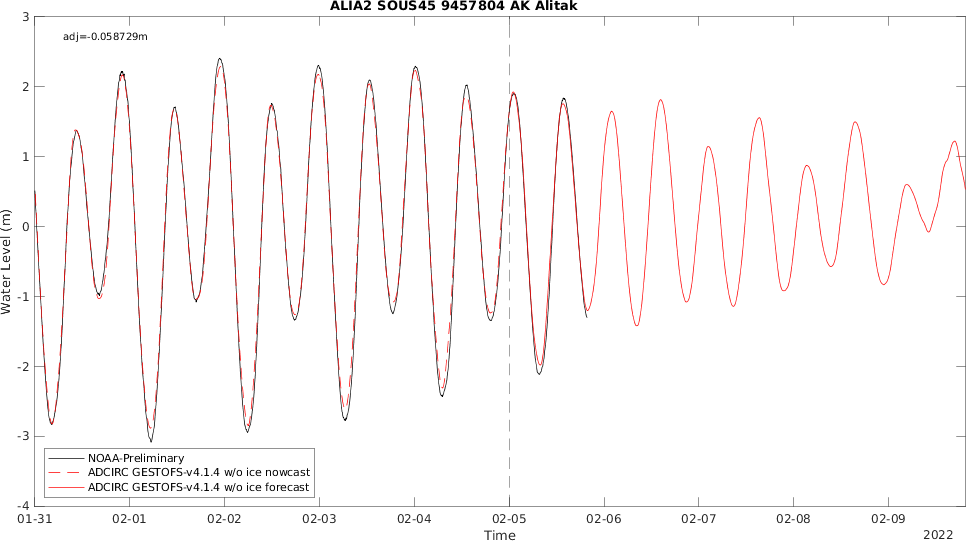 ALIA2 SOUS45 9457804 AK Alitak
adj=-0.058729m
3
2
1
0
-1
-2
-3
-4
Water Level (m)
NOAA-Preliminary
ADCIRC GESTOFS-v4.1.4 w/o ice nowcast
ADCIRC GESTOFS-v4.1.4 w/o ice forecast
01-31 02-01 02-02 02-03 02-04 02-05 02-06 02-07 02-08 02-09
Time
2022